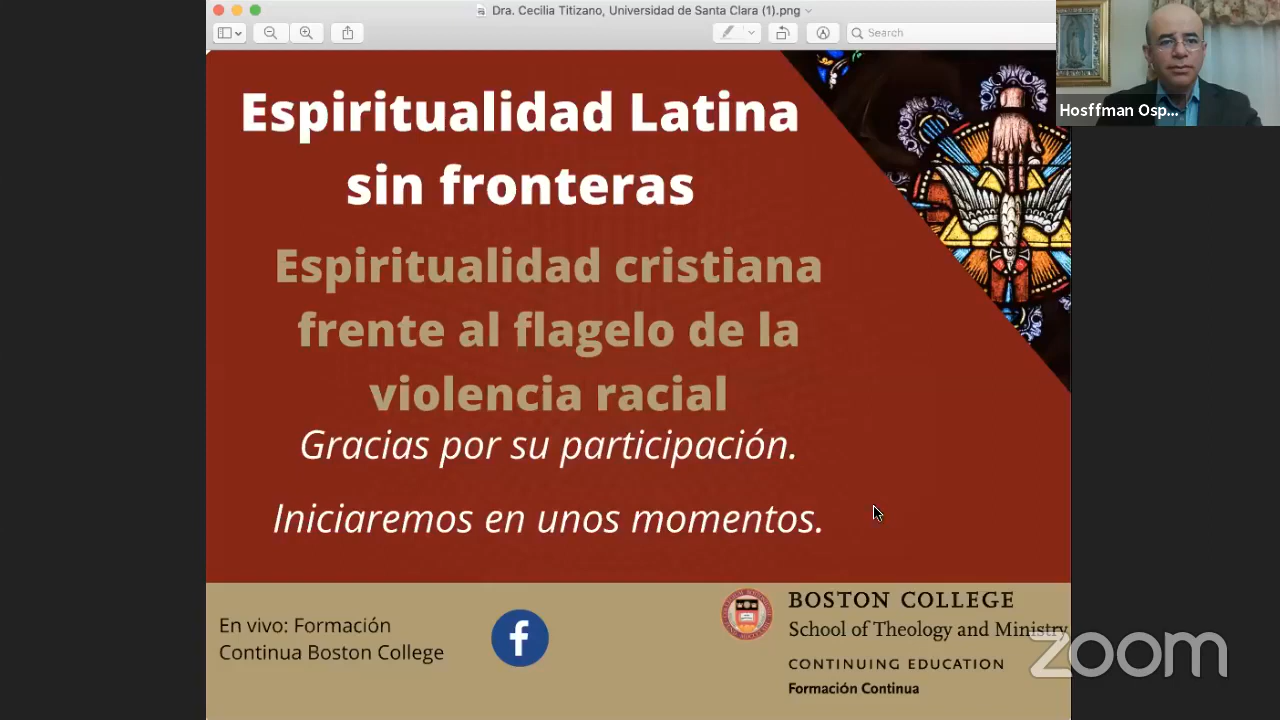 Dra. Cecilia Titizano, Universidad de Santa Clara (1).png
Search
Hosffman Osp...
Espiritualidad Latina
sin fronteras
Espiritualidad cristiana
frente al flagelo de la
violencia racial
Gracias por su participación.
Iniciaremos en unos momentos.
En vivo: Formación
Continua Boston College
f
BOSTON COLLEGE
School of Theology and Ministry
CONTINUING EDUCATION
Formación Continua
zoom